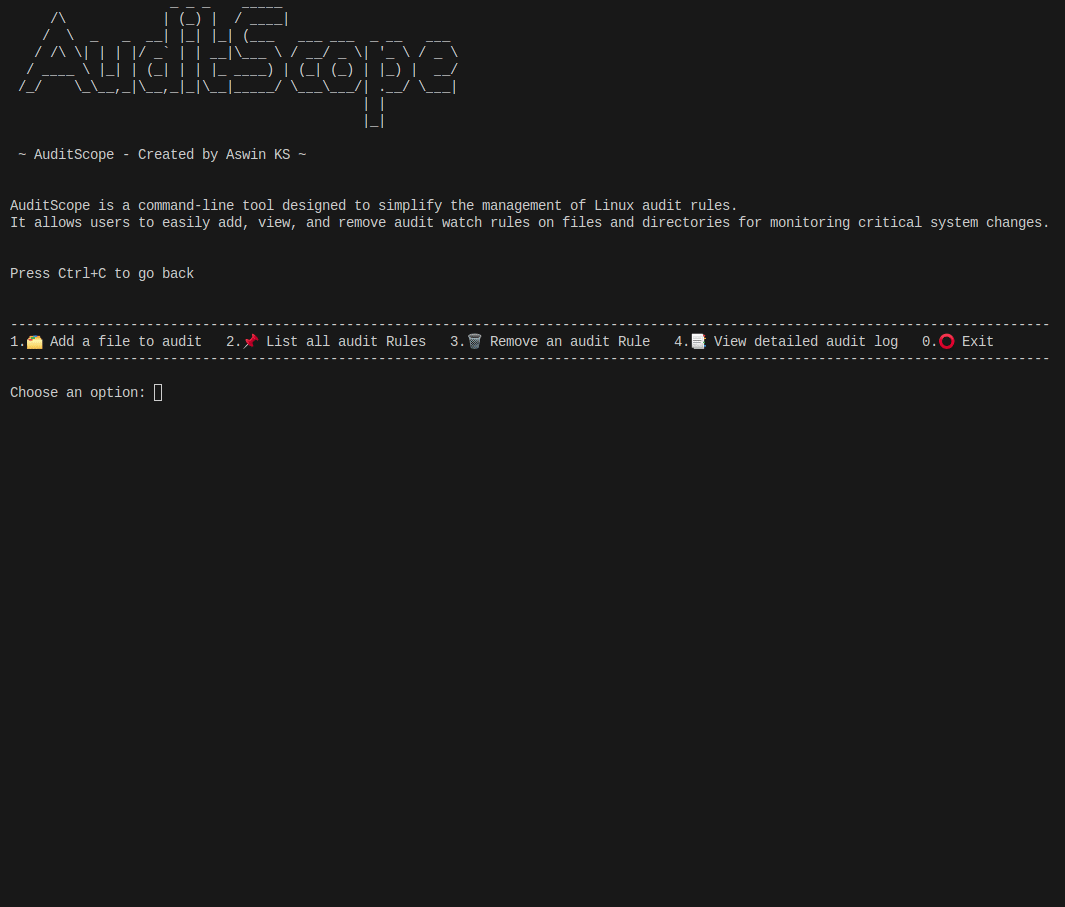 AuditScope
~ AuditScope - Created by Aswin KS ~
AuditScope is a command-line tool designed to simplify the management of Linux audit rules.
It allows users to easily add, view, and remove audit watch rules on files and directories for monitoring critical system changes.
Press Ctrl+C to go back
----------------------------------------------------------------------------------------------------------------------------------
1.🗂️ Add a file to audit   2.📌 List all audit Rules   3.🗑️ Remove an audit Rule   4.📑 View detailed audit log   0.⭕ Exit
----------------------------------------------------------------------------------------------------------------------------------
Choose an option: